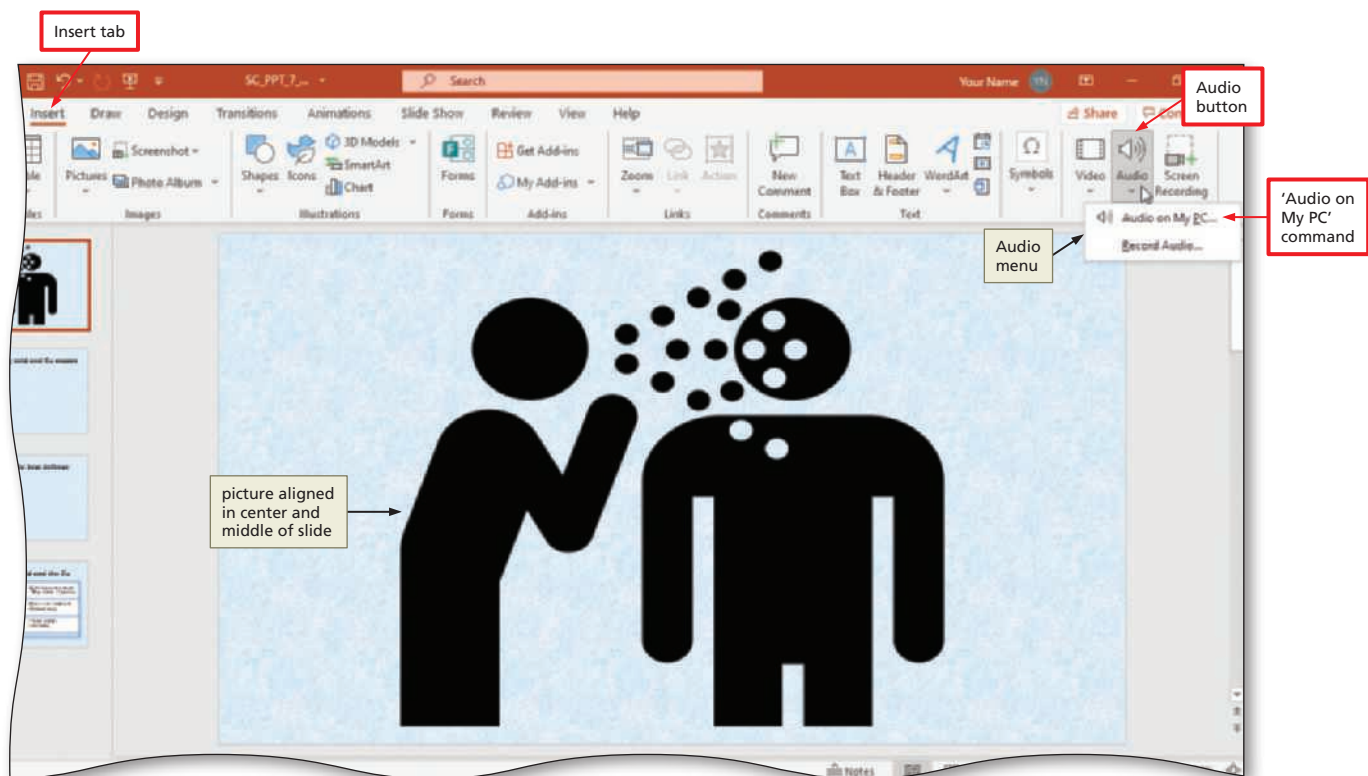 Insert tab
SC_PPT_7_...
Search
Your Name
YN
Audio
button
Insert
Draw
Design
Transitions
Animations
Slide Show
Review
View
Help
Share
Pictures
Screenshot
Photo Album
Images
Shapes
Icons
3D Models
SmartArt
Chart
Illustrations
Forms
Forms
Get Add-ins
My Add-ins
Add-ins
Zoom
Link
Action
Links
New
Comment
Comments
Text
Box
Header
& Footer
WordArt
Text
Symbols
Video
Audio
Screen
Recording
Audio on My PC...
Record Audio...
'Audio on
My PC'
command
Audio
menu
picture aligned
in center and
middle of slide
Notes